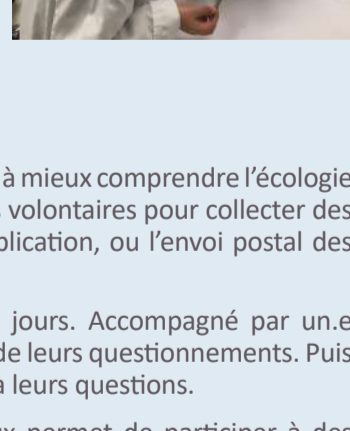 à mieux comprendre l’écologie
volontaires pour collecter des
ou l’envoi postal des
jours. Accompagné par un.e
de leurs questionnements. Puis
leurs questions.
permet de participer à des